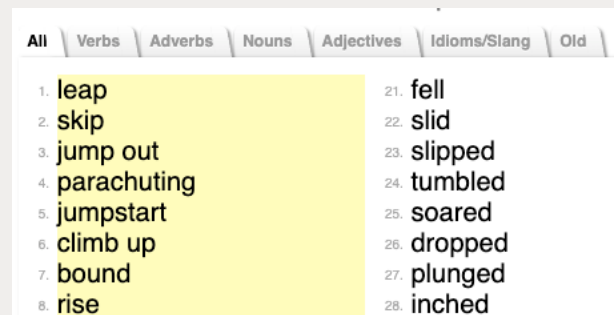 All Verbs Adverbs Nouns Adjectives Idioms/Slang Old
1. leap
2. skip
3. jump out
4. parachuting
5. jumpstart
6. climb up
7. bound
8. rise
21. fell
22. slid
23. slipped
24. tumbled
25. soared
26. dropped
27. plunged
28. inched